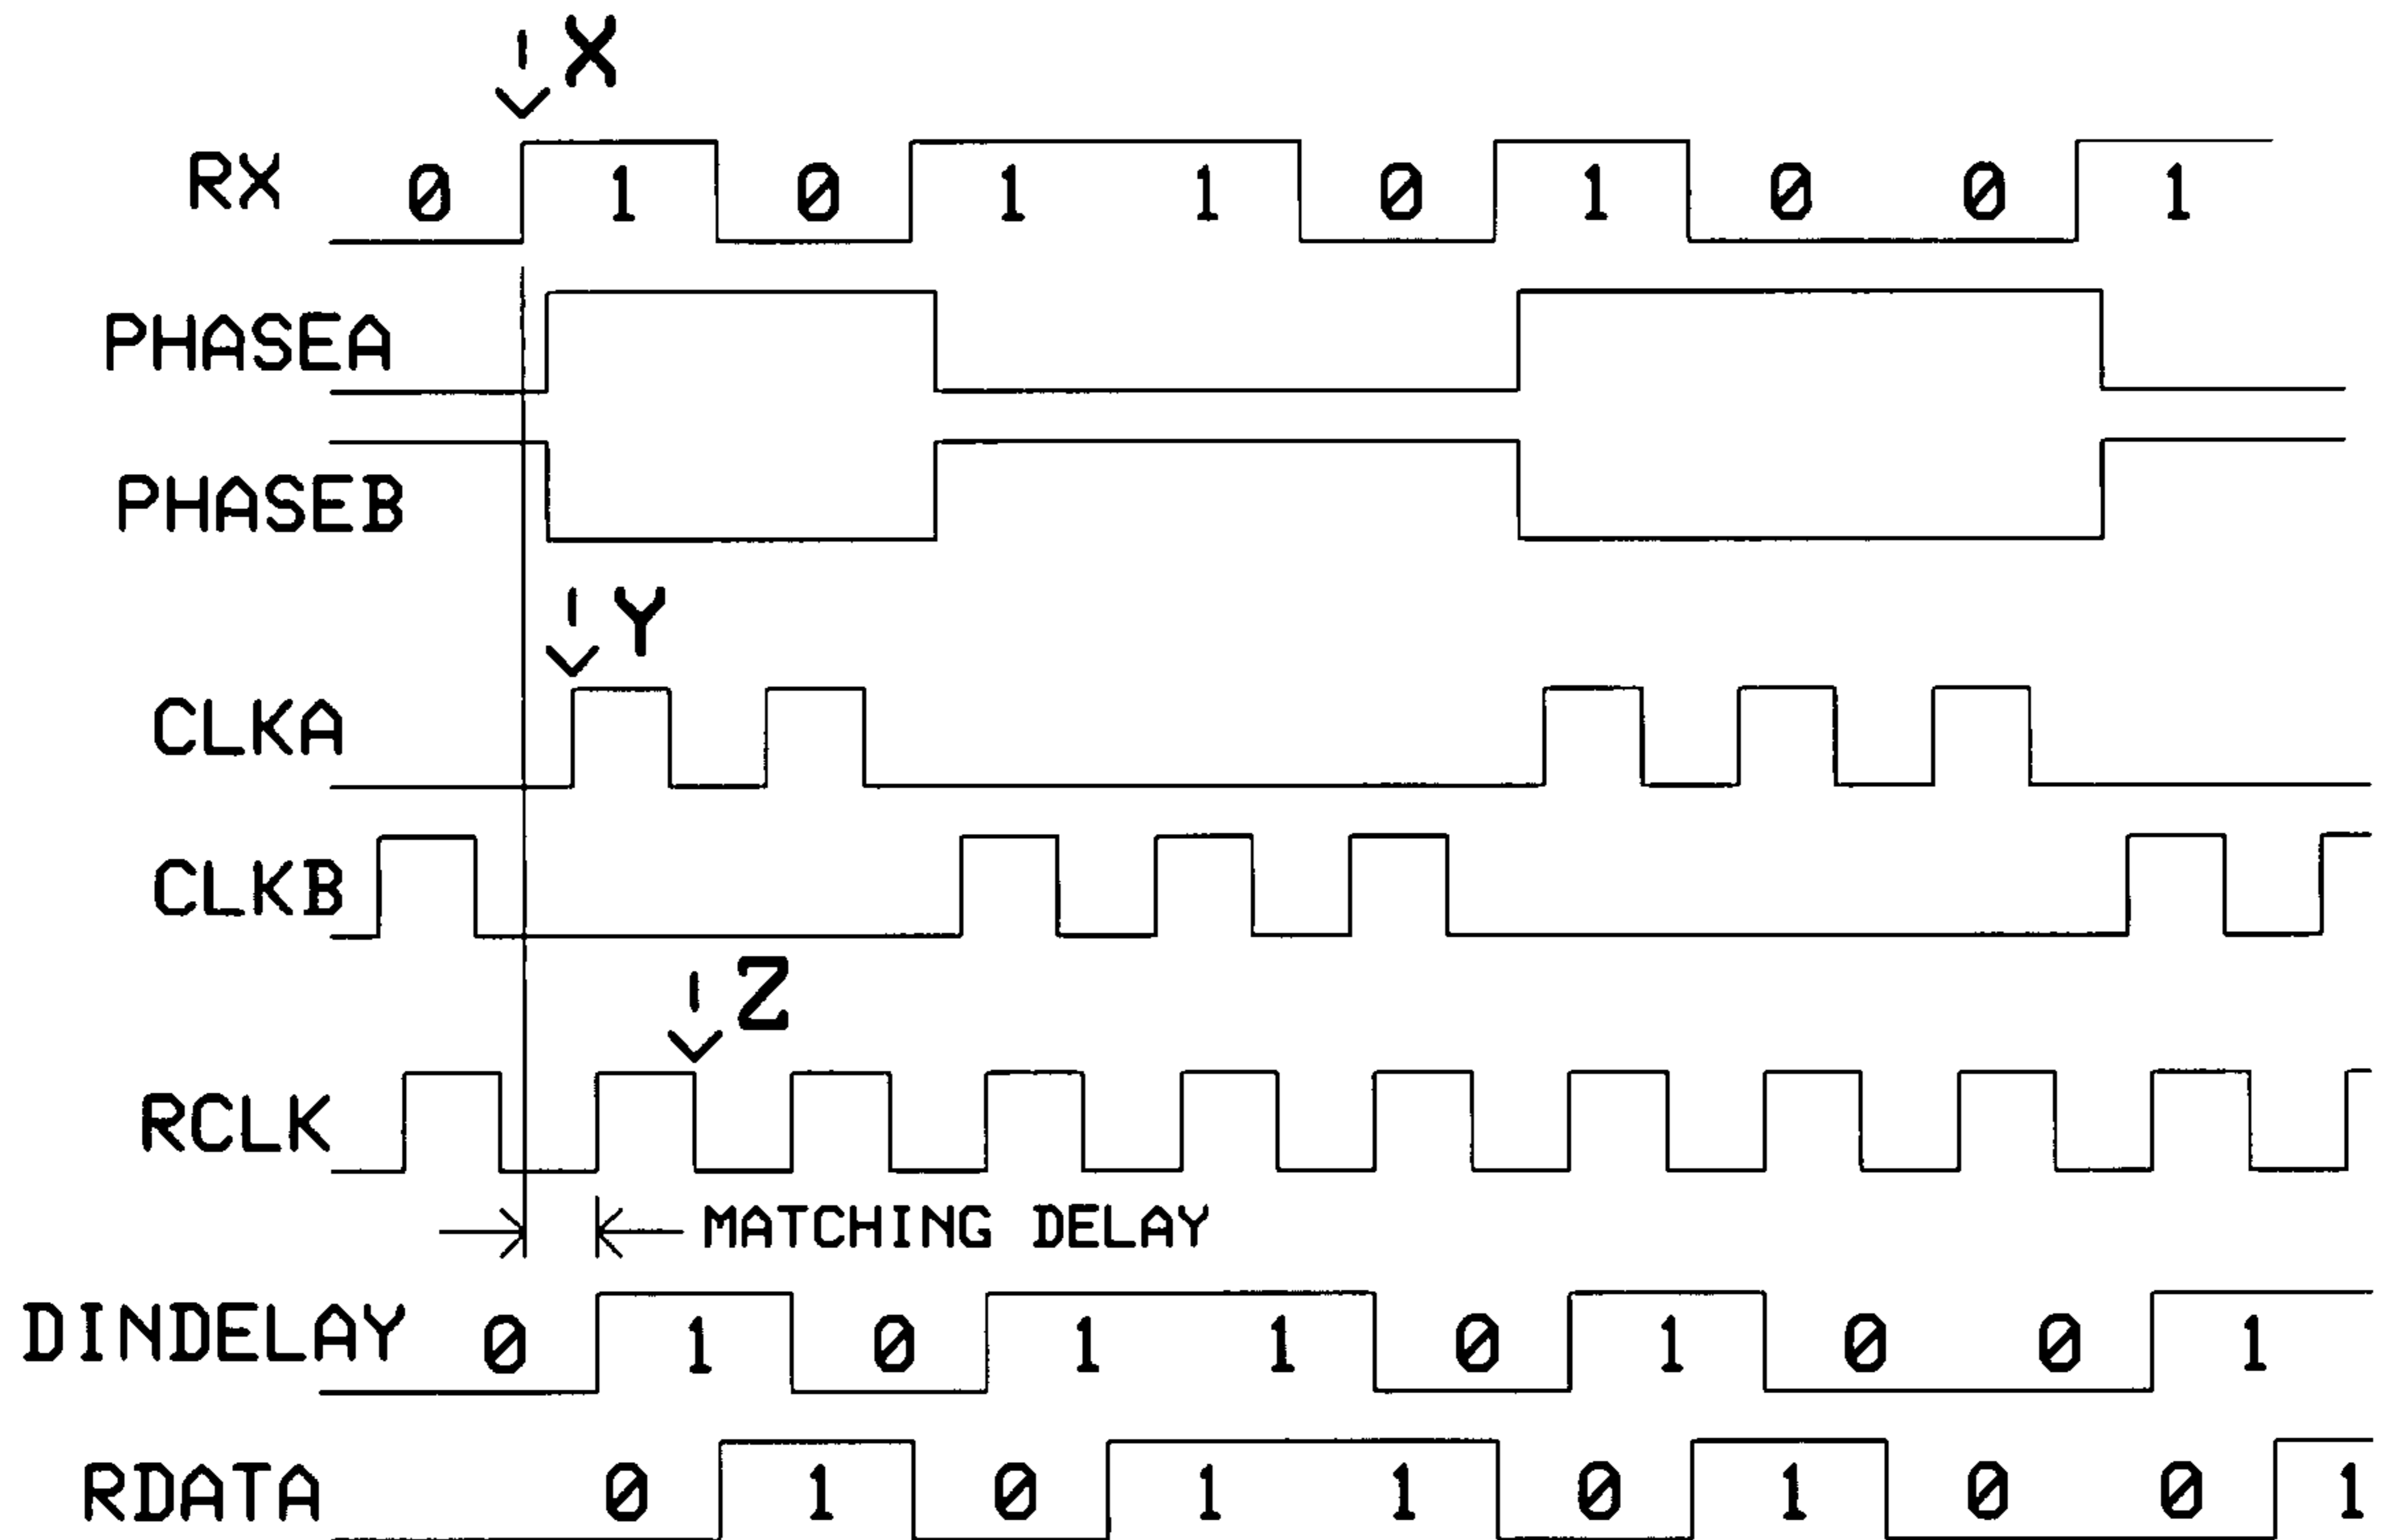 X
RX 0 1 0 1 1 0 1 0 0 1
PHASEA
PHASEB
Y
CLKA
CLKB
Z
RCLK
MATCHING DELAY
DINDELAY 0 1 0 1 1 0 1 0 0 1
RDATA 0 1 0 1 1 0 1 0 0 1